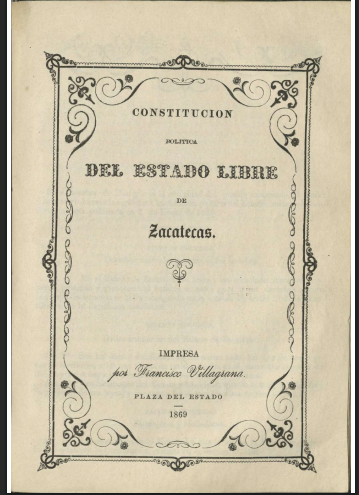 CONSTITUCION
POLITICA
DEL ESTADO LIBRE
DE
Zacatecas.
IMPRESA
por Francisco Villagrana.
PLAZA DEL ESTADO
1869